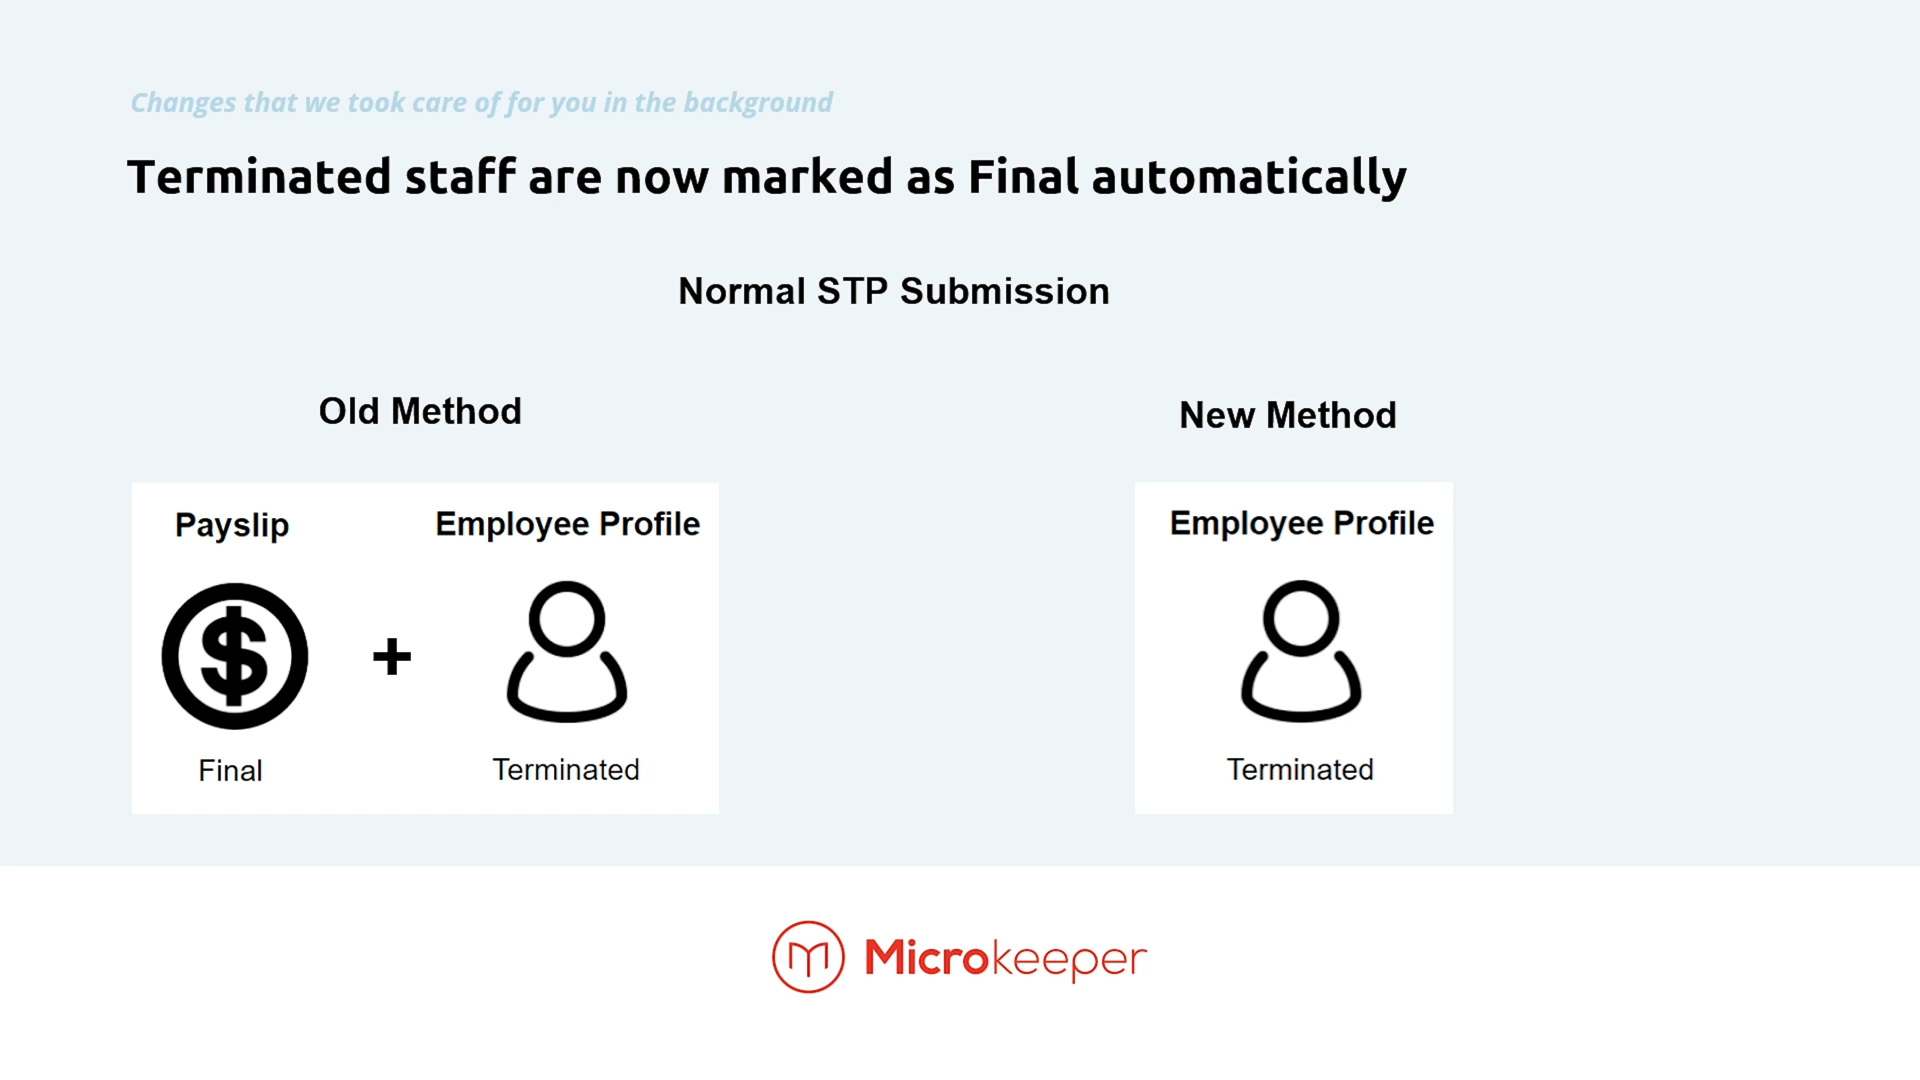 Changes that we took care of for you in the background
Terminated staff are now marked as Final automatically
Normal STP Submission
Old Method
New Method
Payslip
Employee Profile
Employee Profile
$
+
Final
Terminated
Terminated
Microkeeper